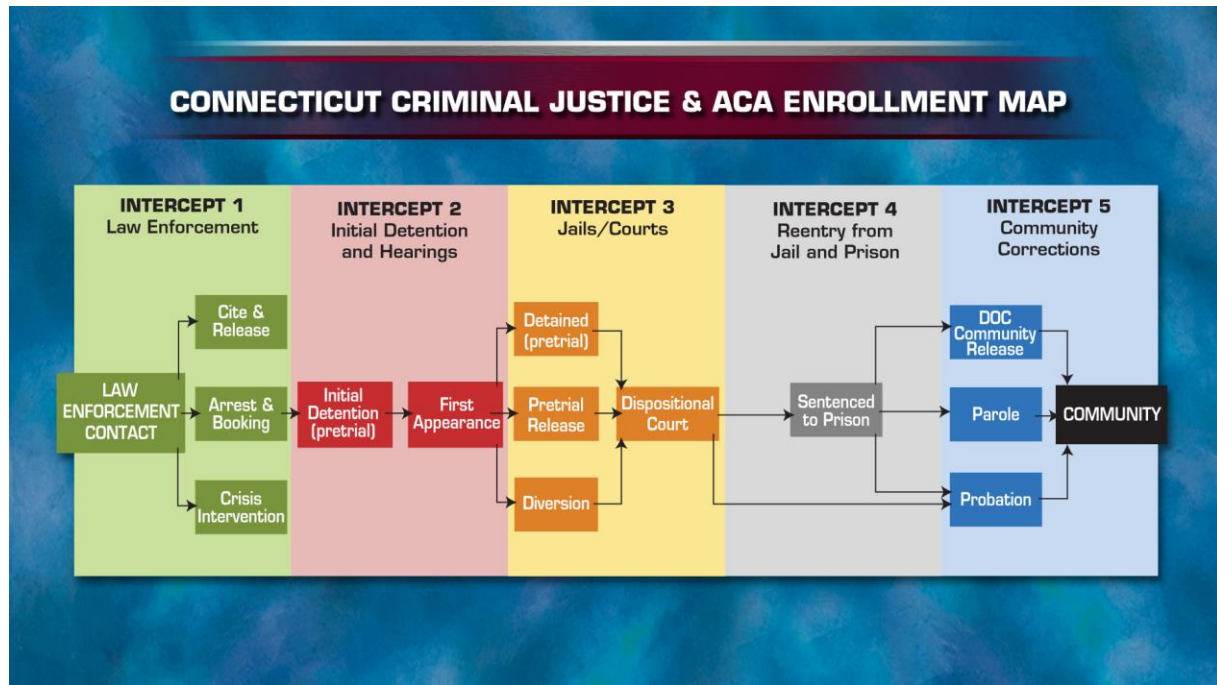 CONNECTICUT CRIMINAL JUSTICE & ACA ENROLLMENT MAP
INTERCEPT 1
Law Enforcement
INTERCEPT 2
Initial Detention
and Hearings
INTERCEPT 3
Jails/Courts
INTERCEPT 4
Reentry from
Jail and Prison
INTERCEPT 5
Community
Corrections
LAW
ENFORCEMENT
CONTACT
Cite &
Release
Arrest &
Booking
Crisis
Intervention
Initial
Detention
(pretrial)
First
Appearance
Detained
(pretrial)
Pretrial
Release
Diversion
Dispositional
Court
Sentenced
to Prison
DOC
Community
Release
Parole
Probation
COMMUNITY